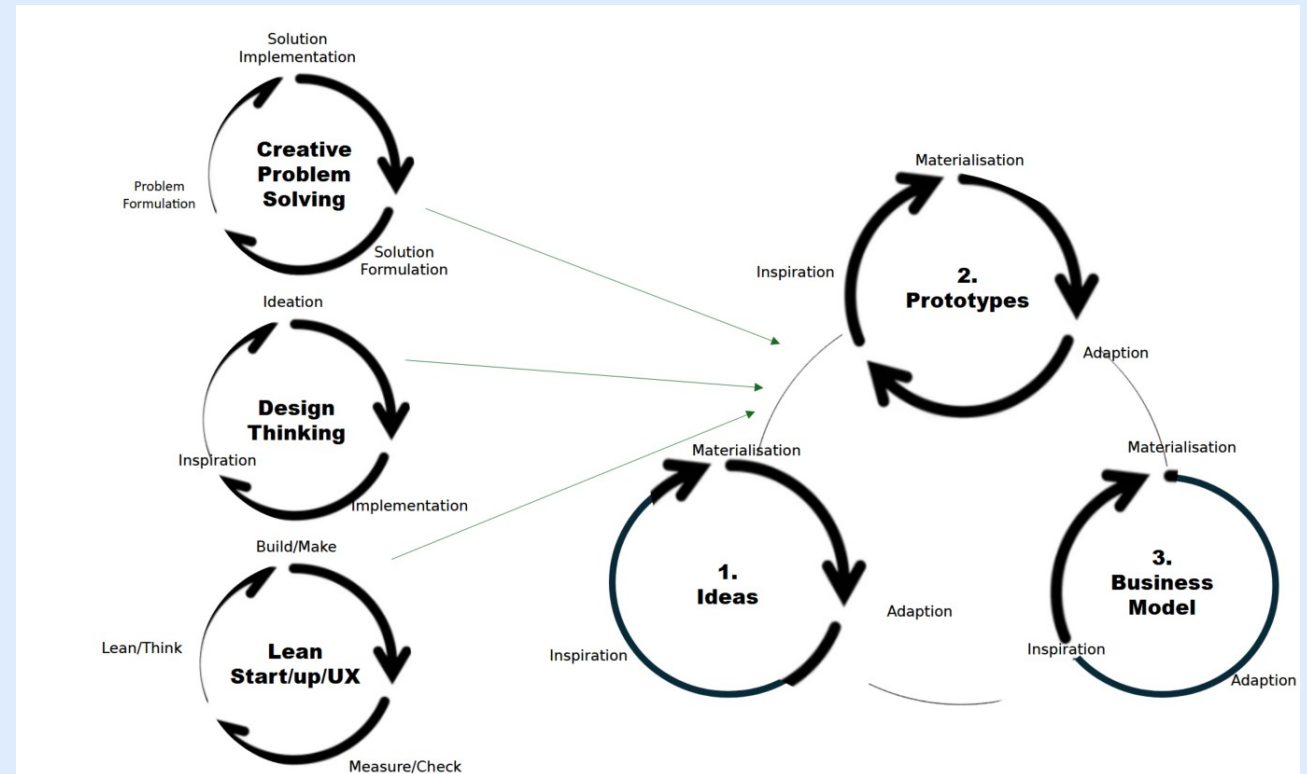 Solution
Implementation
Creative
Problem
Solving
Problem
Formulation
Solution
Formulation
Ideation
Design
Thinking
Inspiration
Implementation
Build/Make
Lean/Think
Lean
Start/up/UX
Measure/Check
Materialisation
Inspiration
2.
Prototypes
Adaption
Materialisation
1.
Ideas
Adaption
Inspiration
Materialisation
3.
Business
Model
Inspiration
Adaption